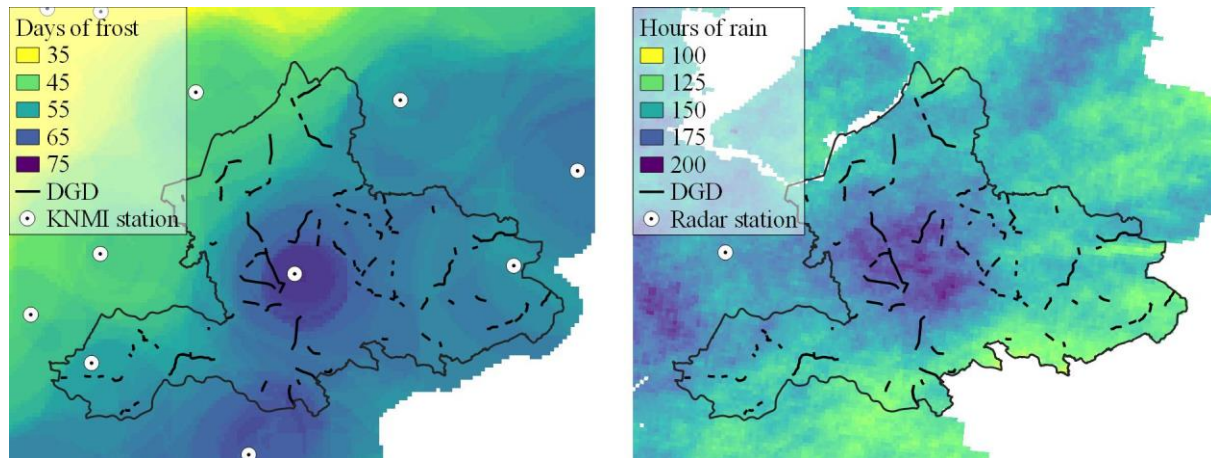 Days of frost
35
45
55
65
75
DGD
KNMI station
Hours of rain
100
125
150
175
200
DGD
Radar station